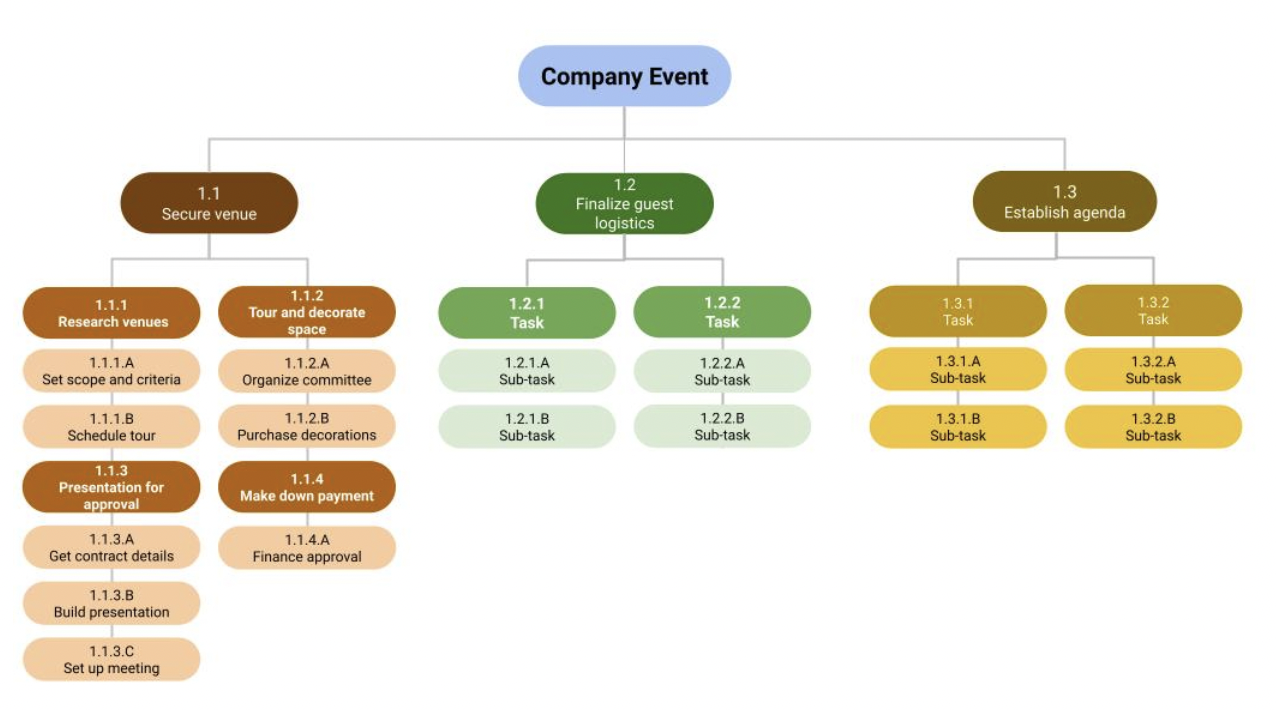 Company Event
1.1
Secure venue
1.2
Finalize guest
logistics
1.3
Establish agenda
1.1.1
Research venues
1.1.1.A
Set scope and criteria
1.1.1.B
Schedule tour
1.1.3
Presentation for
approval
1.1.3.A
Get contract details
1.1.3.B
Build presentation
1.1.3.C
Set up meeting
1.1.2
Tour and decorate
space
1.1.2.A
Organize committee
1.1.2.B
Purchase decorations
1.1.4
Make down payment
1.1.4.A
Finance approval
1.2.1
Task
1.2.1.A
Sub-task
1.2.1.B
Sub-task
1.2.2
Task
1.2.2.A
Sub-task
1.2.2.B
Sub-task
1.3.1
Task
1.3.1.A
Sub-task
1.3.1.B
Sub-task
1.3.2
Task
1.3.2.A
Sub-task
1.3.2.B
Sub-task